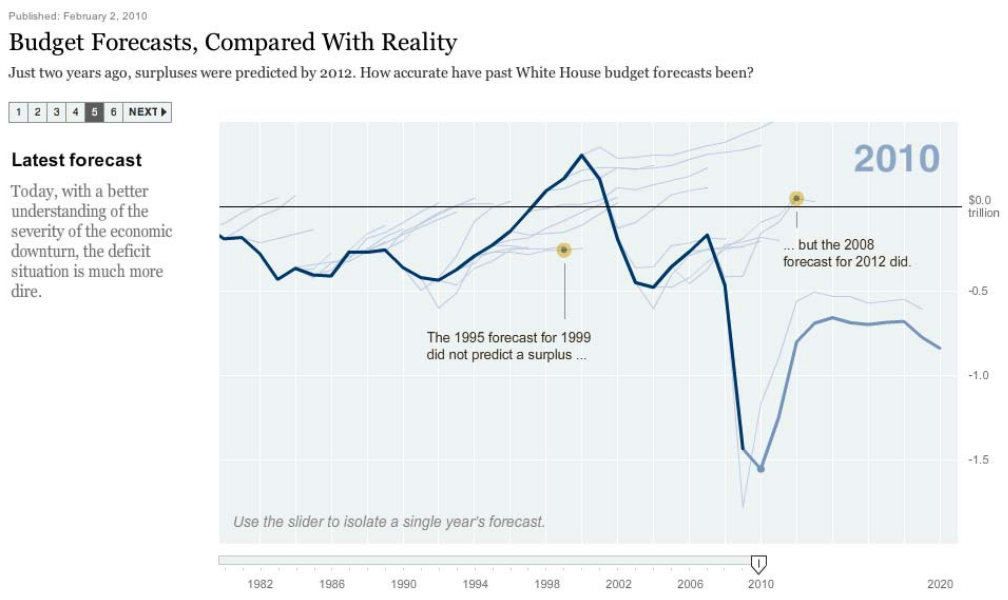 Published: February 2, 2010
Budget Forecasts, Compared With Reality
Just two years ago, surpluses were predicted by 2012. How accurate have past White House budget forecasts been?
1 2 3 4 5 6 NEXT
Latest forecast
Today, with a better
understanding of the
severity of the economic
downturn, the deficit
situation is much more
dire.
2010
$0.0
trillion
... but the 2008
forecast for 2012 did.
-0.5
The 1995 forecast for 1999
did not predict a surplus ...
-1.0
-1.5
Use the slider to isolate a single year's forecast.
1982 1986 1990 1994 1998 2002 2006 2010 2020